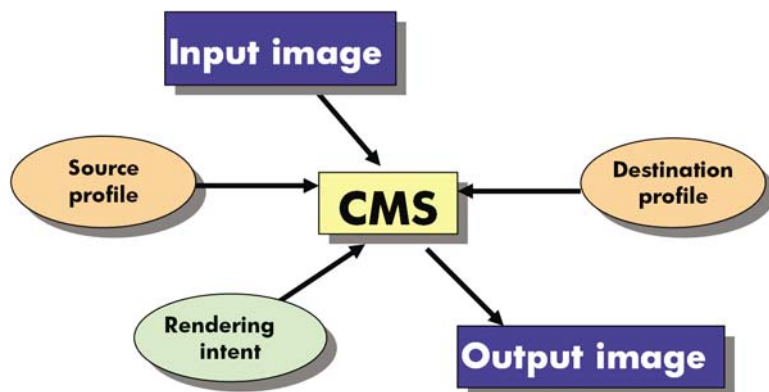 Input image
Source
profile
Destination
profile
CMS
Rendering
intent
Output image